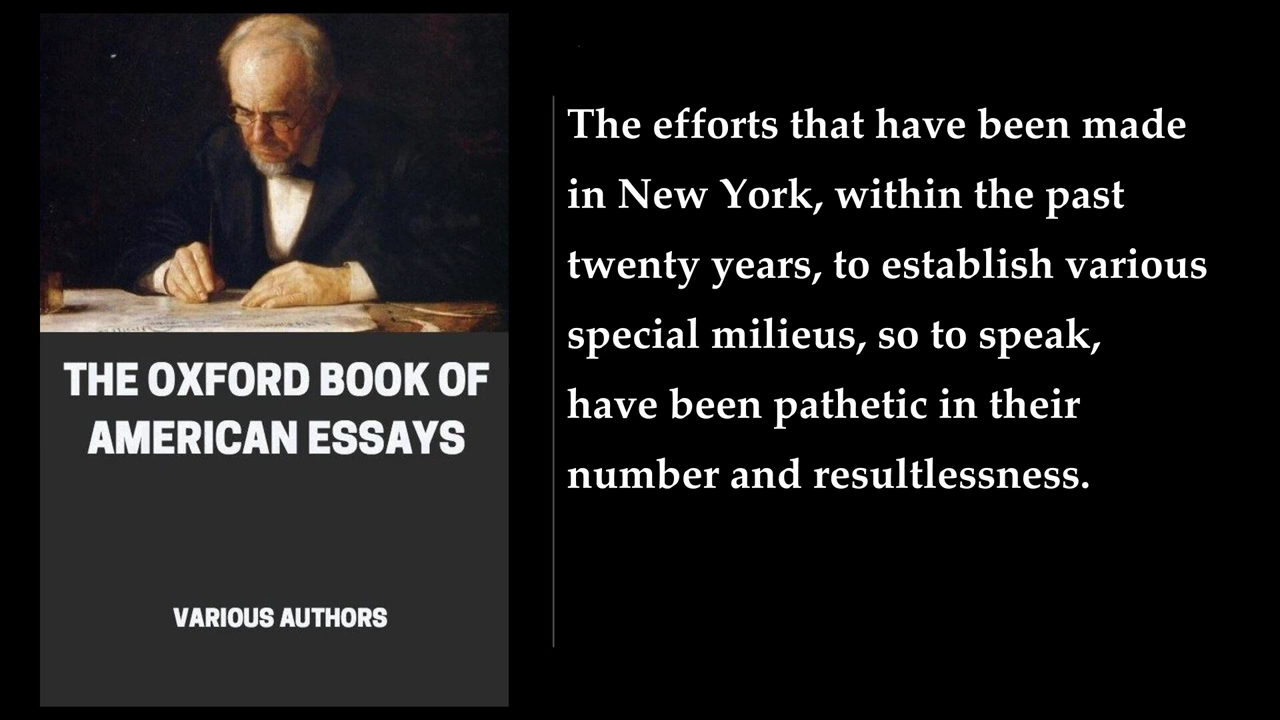 THE OXFORD BOOK OF
AMERICAN ESSAYS
VARIOUS AUTHORS
The efforts that have been made
in New York, within the past
twenty years, to establish various
special milieus, so to speak,
have been pathetic in their
number and resultlessness.